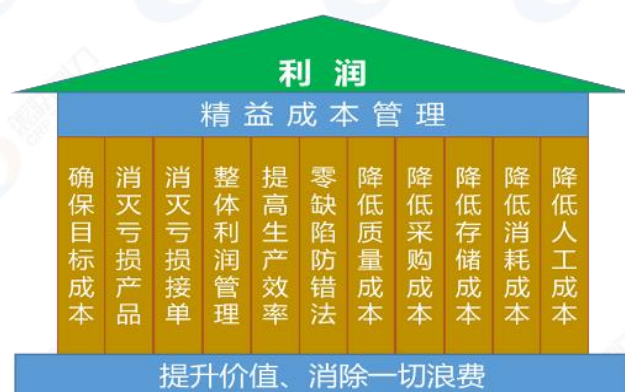 利润
精益成本管理
确保目标成本
消灭亏损产品
消灭亏损接单
整体利润管理
提高生产效率
零缺陷防错法
降低质量成本
降低采购成本
降低存储成本
降低消耗成本
降低人工成本
提升价值、消除一切浪费